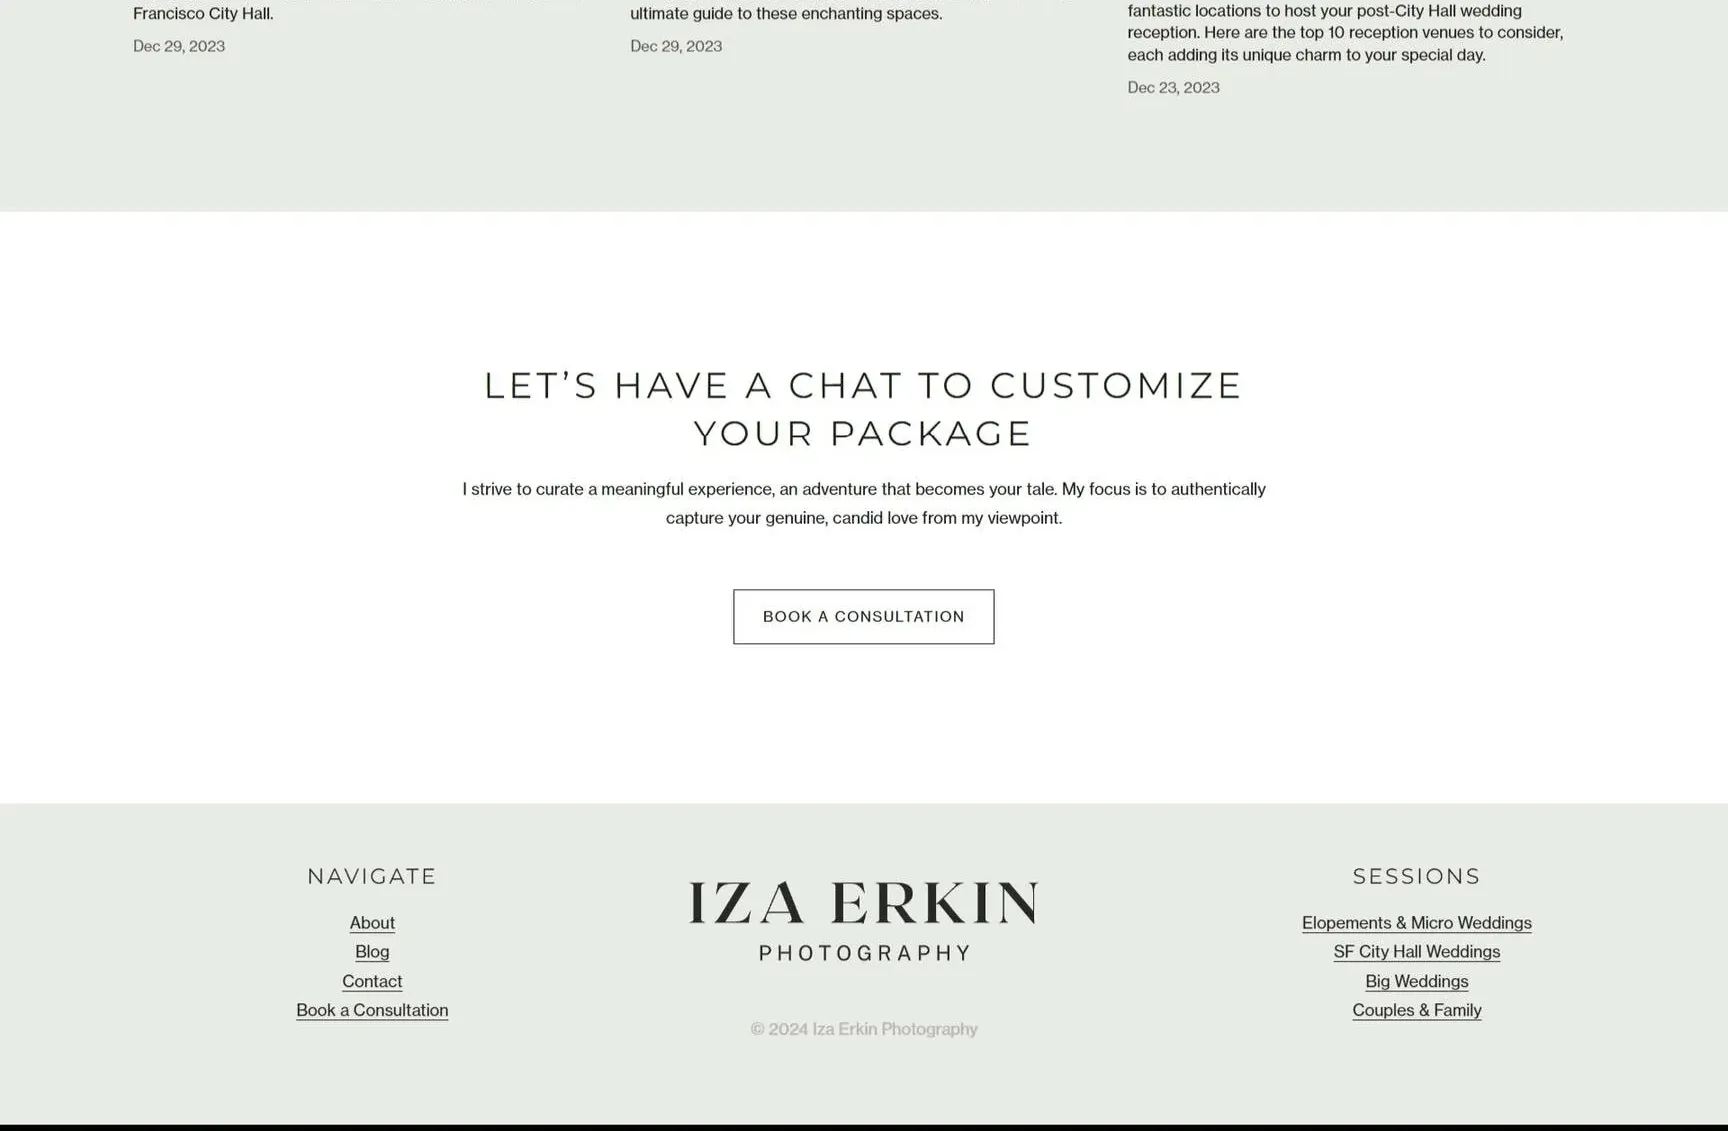 Francisco City Hall.
Dec 29, 2023
ultimate guide to these enchanting spaces.
Dec 29, 2023
fantastic locations to host your post-City Hall wedding
reception. Here are the top 10 reception venues to consider,
each adding its unique charm to your special day.
Dec 23, 2023
LET’S HAVE A CHAT TO CUSTOMIZE
YOUR PACKAGE
I strive to curate a meaningful experience, an adventure that becomes your tale. My focus is to authentically
capture your genuine, candid love from my viewpoint.
BOOK A CONSULTATION
NAVIGATE
About
Blog
Contact
Book a Consultation
IZA ERKIN
PHOTOGRAPHY
© 2024 Iza Erkin Photography
SESSIONS
Elopements & Micro Weddings
SF City Hall Weddings
Big Weddings
Couples & Family